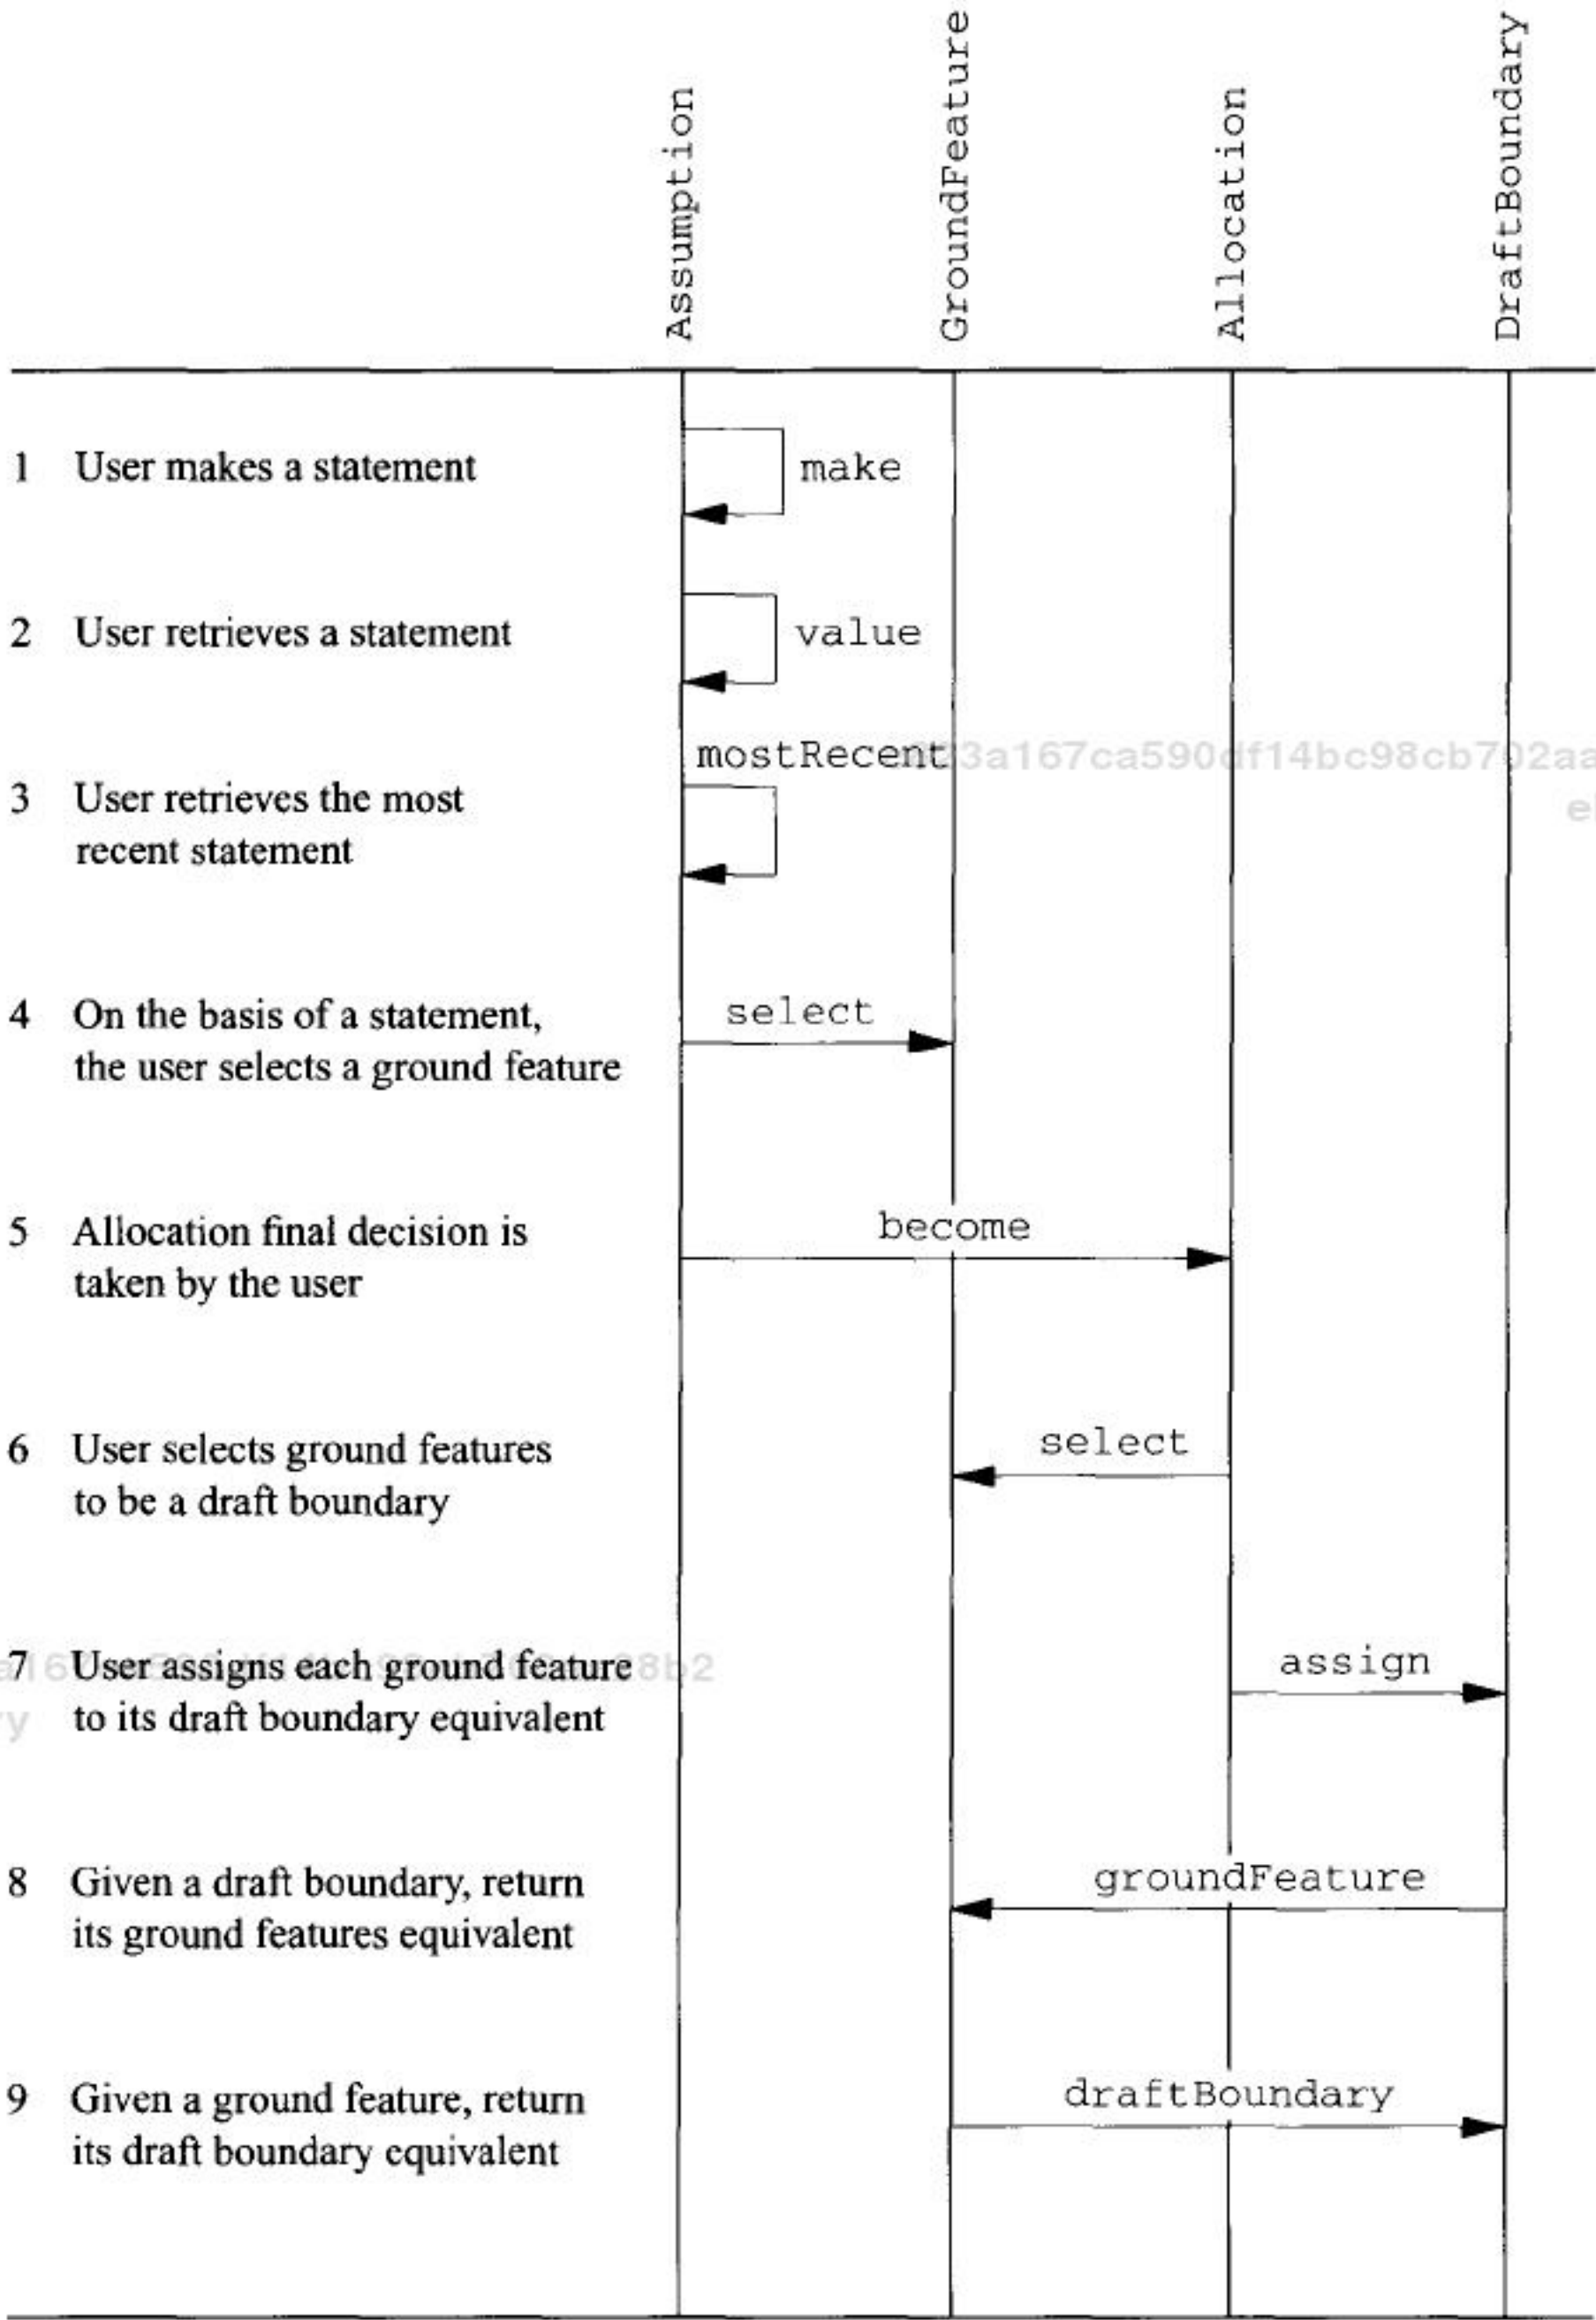 Assumption
GroundFeature
Allocation
DraftBoundary
1 User makes a statement
make
2 User retrieves a statement
value
mostRecent
3 User retrieves the most
recent statement
4 On the basis of a statement,
the user selects a ground feature
select
5 Allocation final decision is
taken by the user
become
6 User selects ground features
to be a draft boundary
select
7 User assigns each ground feature
to its draft boundary equivalent
assign
8 Given a draft boundary, return
its ground features equivalent
groundFeature
9 Given a ground feature, return
its draft boundary equivalent
draftBoundary